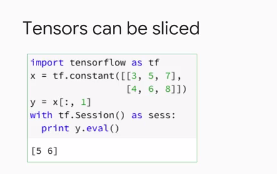 Tensors can be sliced
import tensorflow as tf
x = tf.constant([[3, 5, 7],
[4, 6, 8]])
y = x[:, 1]
with tf.Session() as sess:
print y.eval()
[5 6]